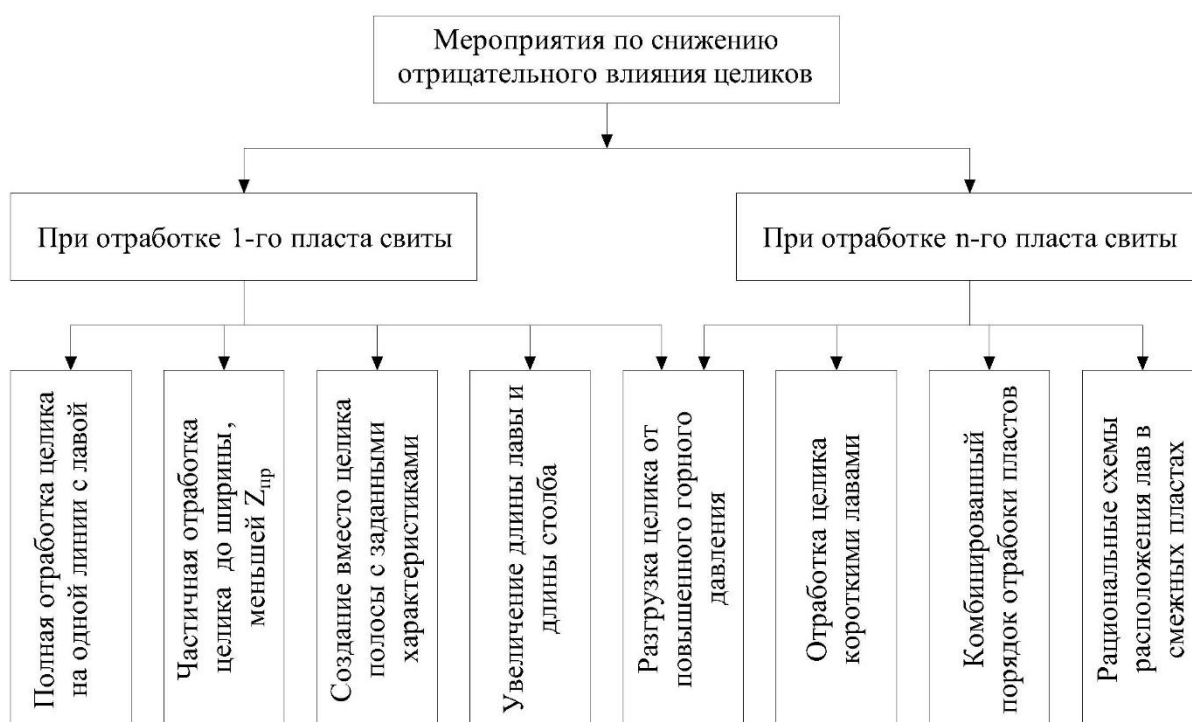 Мероприятия по снижению
отрицательного влияния целиков
При отработке 1-го пласта свиты
При отработке n-го пласта свиты
Полная отработка целика
на одной линии с лавой
Частичная отработка
целика до ширины,
меньшей Zпр
Создание вместо целика
полосы с заданными
характеристиками
Увеличение длины лавы и
длины столба
Разгрузка целика от
повышенного горного
давления
Отработка целика
короткими лавами
Комбинированный
порядок отрабоки пластов
Рациональные схемы
расположения лав в
смежных пластах